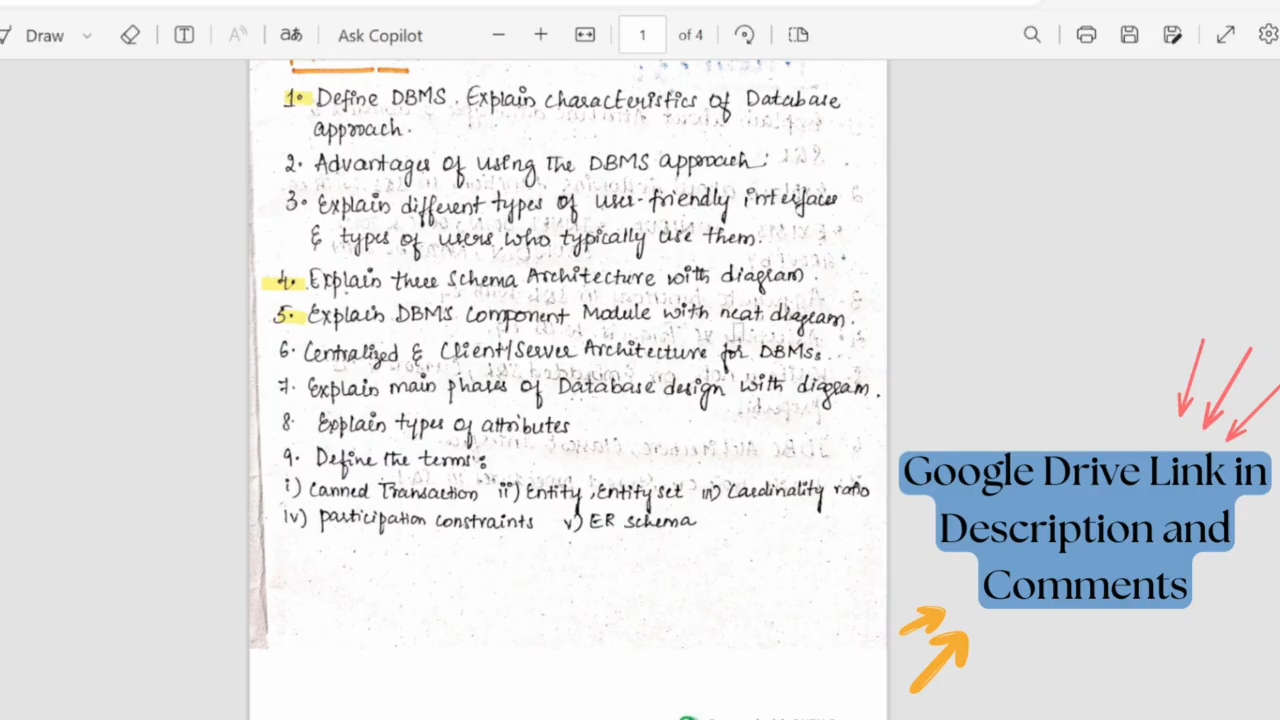 Draw
aあ
Ask Copilot
1
of 4
1. Define DBMS. Explain characteristics of Database
approach.
2. Advantages of using the DBMS approach:
3. Explain different types of user-friendly interfaces
& types of users who typically use them.
4. Explain three schema Architecture with diagram.
5. Explain DBMS component Module with neat diagram.
6. Centralized & Client/Server Architecture for DBMSs.
7. Explain main phases of Database design with diagram.
8. Explain types of attributes
9. Define the terms:
i) Canned Transaction ii) Entity, Entity set iii) Cardinality ratio
iv) participation constraints v) ER schema
Google Drive Link in
Description and
Comments